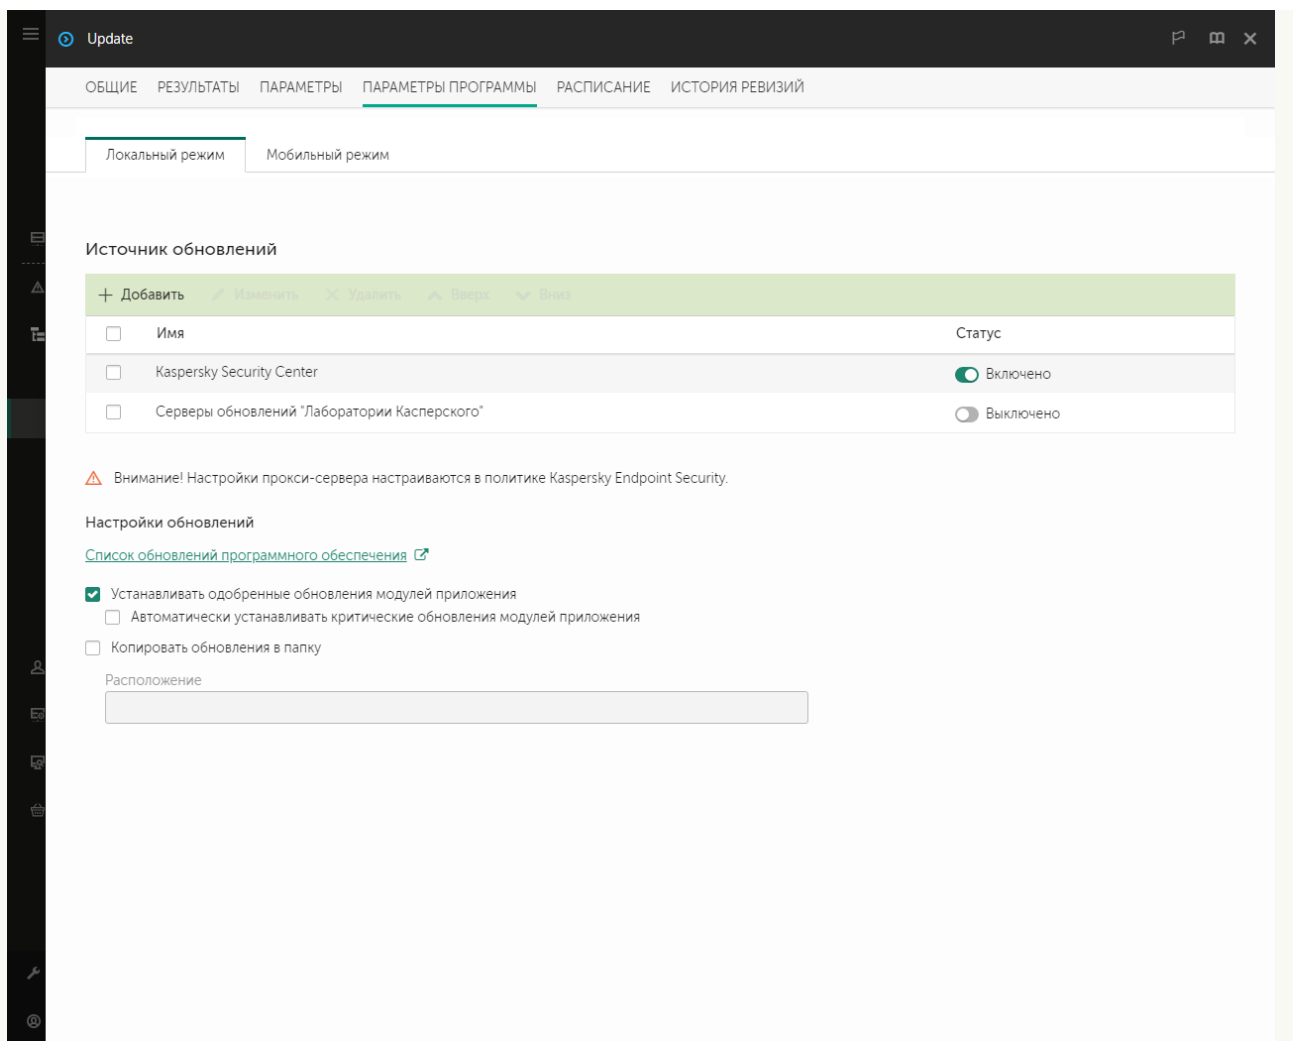 Update
ОБЩИЕ РЕЗУЛЬТАТЫ ПАРАМЕТРЫ ПАРАМЕТРЫ ПРОГРАММЫ РАСПИСАНИЕ ИСТОРИЯ РЕВИЗИЙ
Локальный режим Мобильный режим
Источник обновлений
Добавить Изменить Удалить Вверх Вниз
Имя Статус
Kaspersky Security Center Включено
Серверы обновлений "Лаборатории Касперского" Выключено
Внимание! Настройки прокси-сервера настраиваются в политике Kaspersky Endpoint Security.
Настройки обновлений
Список обновлений программного обеспечения
Устанавливать одобренные обновления модулей приложения
Автоматически устанавливать критические обновления модулей приложения
Копировать обновления в папку
Расположение